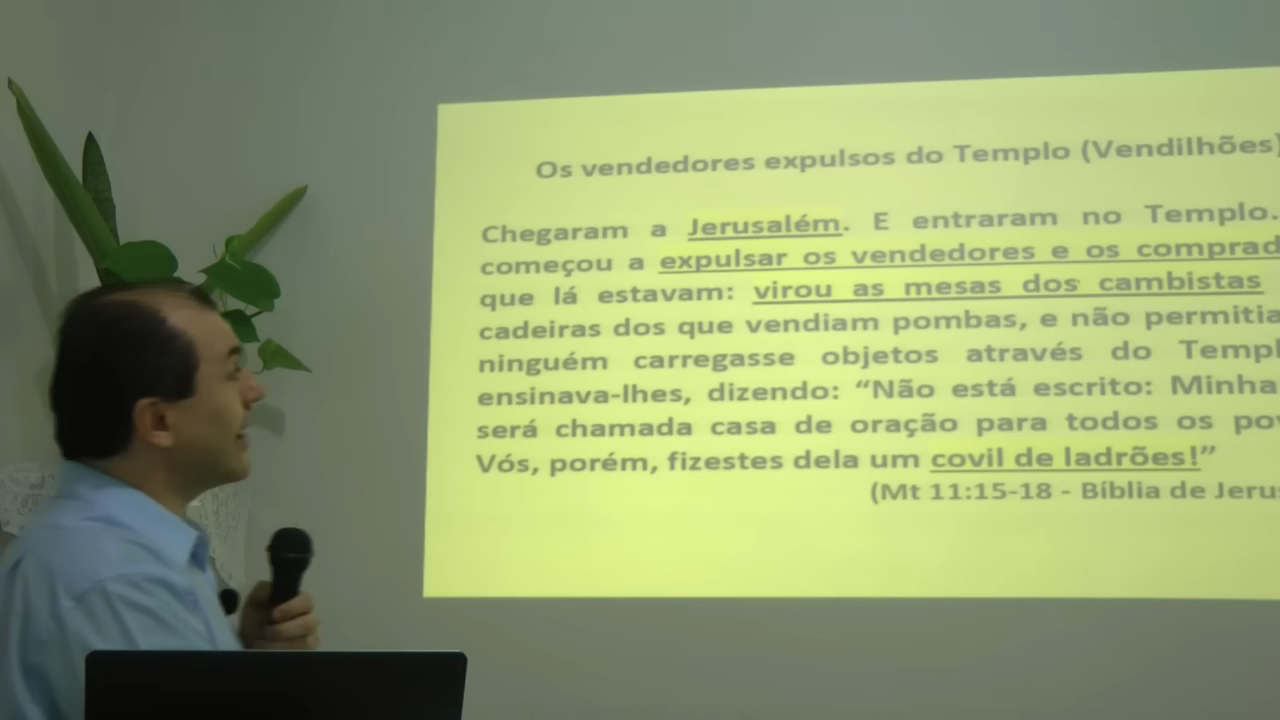 Os vendedores expulsos do Templo (Vendilhões)
Chegaram a Jerusalém. E entraram no Templo.
começou a expulsar os vendedores e os comprad
que lá estavam: virou as mesas dos cambistas
cadeiras dos que vendiam pombas, e não permitia
ninguém carregasse objetos através do Templ
ensinava-lhes, dizendo: “Não está escrito: Minha
será chamada casa de oração para todos os pov
Vós, porém, fizestes dela um covil de ladrões!”
(Mt 11:15-18 - Bíblia de Jerus